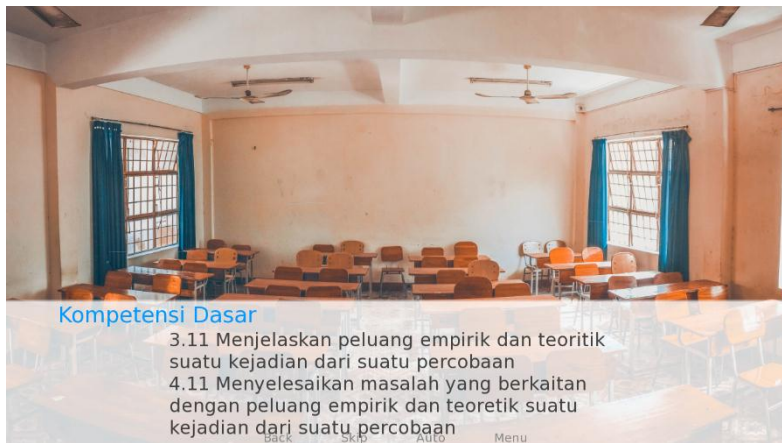 Kompetensi Dasar
3.11 Menjelaskan peluang empirik dan teoritik
suatu kejadian dari suatu percobaan
4.11 Menyelesaikan masalah yang berkaitan
dengan peluang empirik dan teoretik suatu
kejadian dari suatu percobaan
Back Skip Auto Menu